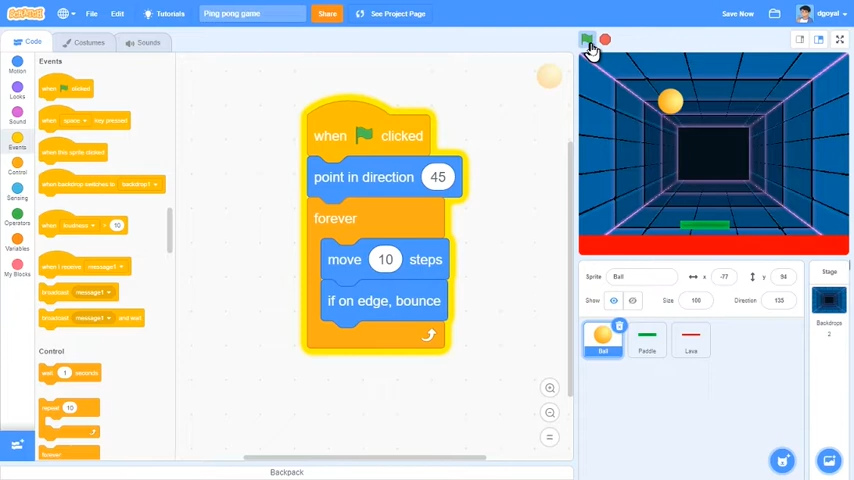 SCRATCH File Edit Tutorials Ping pong game Share See Project Page Save Now dgoyal
Code Costumes Sounds
Motion
Looks
Sound
Events
Control
Sensing
Operators
Variables
My Blocks
Events
when clicked
when space key pressed
when this sprite clicked
when backdrop switches to backdrop1
when loudness > 10
when I receive message1
broadcast message1
broadcast message1 and wait
Control
wait 1 seconds
repeat 10
forever
when clicked
point in direction 45
forever
move 10 steps
if on edge, bounce
Backpack
Sprite Ball x -77 y 94
Show Size 100 Direction 135
Ball Paddle Lava
Stage
Backdrops
2